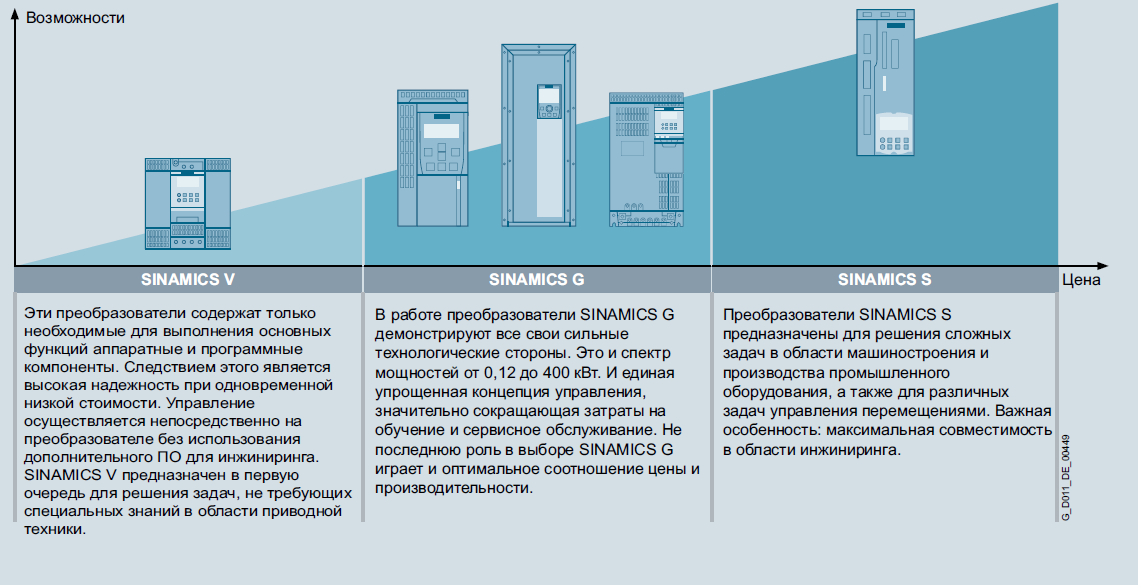 Возможности
SINAMICS V
SINAMICS G
SINAMICS S
Цена
Эти преобразователи содержат только
необходимые для выполнения основных
функций аппаратные и программные
компоненты. Следствием этого является
высокая надежность при одновременной
низкой стоимости. Управление
осуществляется непосредственно на
преобразователе без использования
дополнительного ПО для инжиниринга.
SINAMICS V предназначен в первую
очередь для решения задач, не требующих
специальных знаний в области приводной
техники.
В работе преобразователи SINAMICS G
демонстрируют все свои сильные
технологические стороны. Это и спектр
мощностей от 0,12 до 400 кВт. И единая
упрощенная концепция управления,
значительно сокращающая затраты на
обучение и сервисное обслуживание. Не
последнюю роль в выборе SINAMICS G
играет и оптимальное соотношение цены и
производительности.
Преобразователи SINAMICS S
предназначены для решения сложных
задач в области машиностроения и
производства промышленного
оборудования, а также для различных
задач управления перемещениями. Важная
особенность: максимальная совместимость
в области инжиниринга.
G_D011_DE_00449